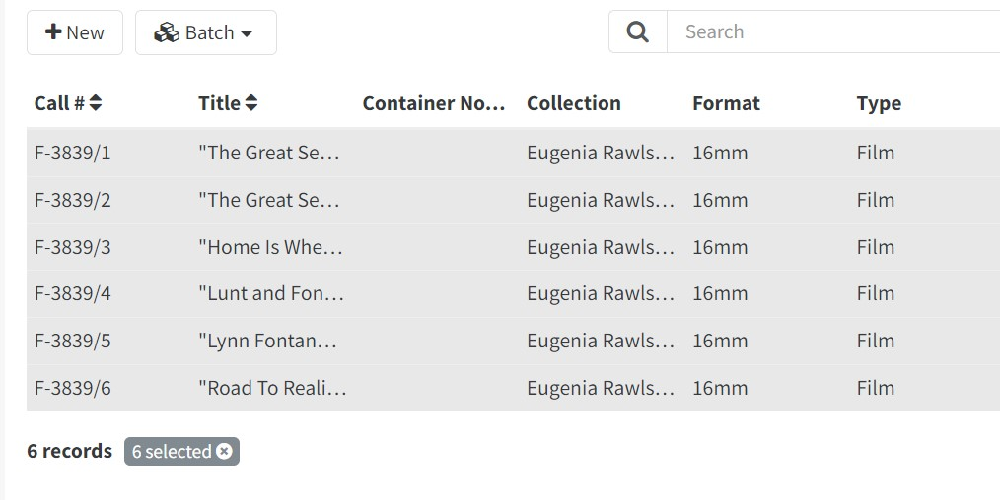 New Batch Search
Call # Title Container No... Collection Format Type
F-3839/1 "The Great Se... Eugenia Rawls... 16mm Film
F-3839/2 "The Great Se... Eugenia Rawls... 16mm Film
F-3839/3 "Home Is Whe... Eugenia Rawls... 16mm Film
F-3839/4 "Lunt and Fon... Eugenia Rawls... 16mm Film
F-3839/5 "Lynn Fontan... Eugenia Rawls... 16mm Film
F-3839/6 "Road To Reali... Eugenia Rawls... 16mm Film
6 records 6 selected